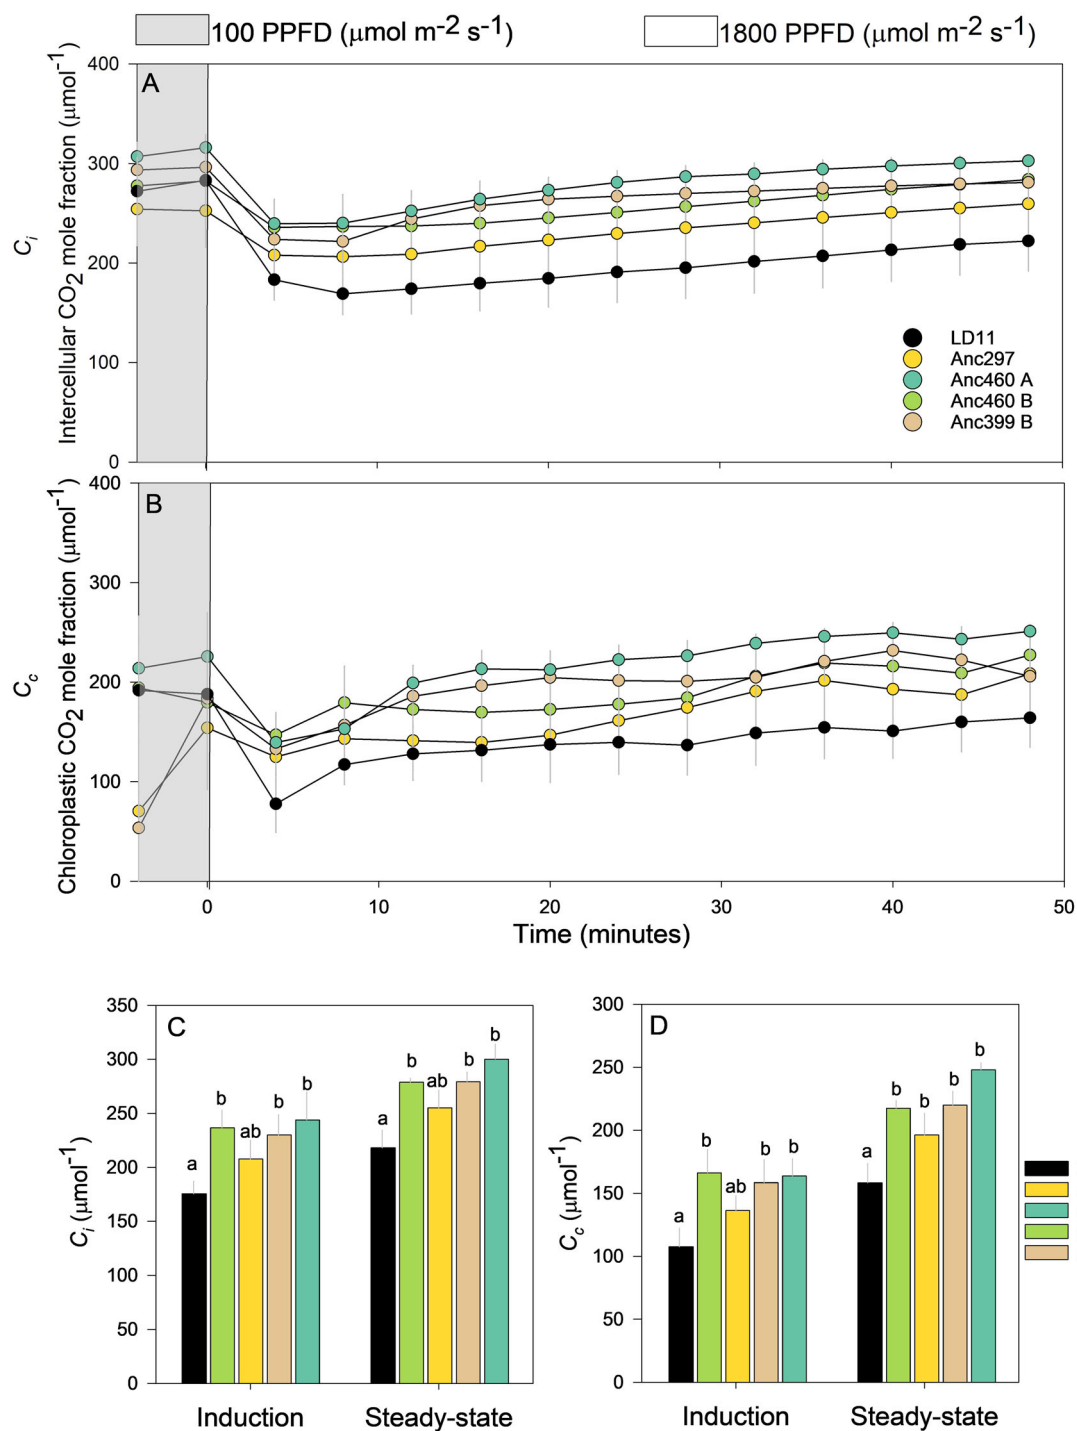 100 PPFD (μmol m-2 s-1)
1800 PPFD (μmol m-2 s-1)
A
Ci
Intercellular CO2 mole fraction (μmol-1)
400
300
200
100
0
LD11
Anc297
Anc460 A
Anc460 B
Anc399 B
B
Cc
Chloroplastic CO2 mole fraction (μmol-1)
400
300
200
100
0
0 10 20 30 40 50
Time (minutes)
C
Ci (μmol-1)
350
300
250
200
150
100
50
0
a b ab b b
a b ab b b
Induction Steady-state
D
Cc (μmol-1)
300
250
200
150
100
50
0
a b ab b b
a b b b b
Induction Steady-state